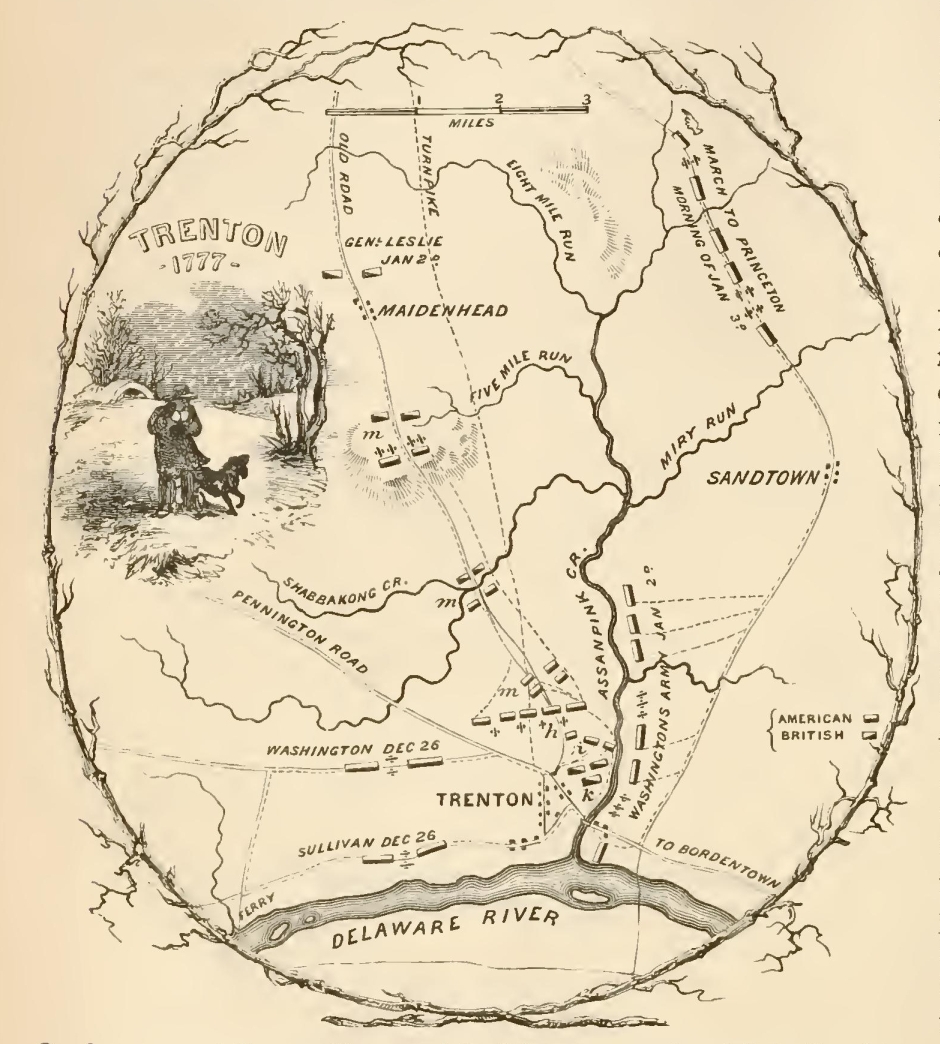 1 2 3
MILES
OLD ROAD
TURNPIKE
EIGHT MILE RUN
MARCH TO PRINCETON
MORNING OF JAN 3D
TRENTON
-1777-
GENL LESLIE
JAN 2D
MAIDENHEAD
FIVE MILE RUN
m
MIRY RUN
SANDTOWN
SHABBAKONG CR.
m
PENNINGTON ROAD
ASSANPINK CR.
WASHINGTONS ARMY JAN 2D
m
h
i
k
AMERICAN
BRITISH
WASHINGTON DEC 26
TRENTON
SULLIVAN DEC 26
TO BORDENTOWN
FERRY
DELAWARE RIVER